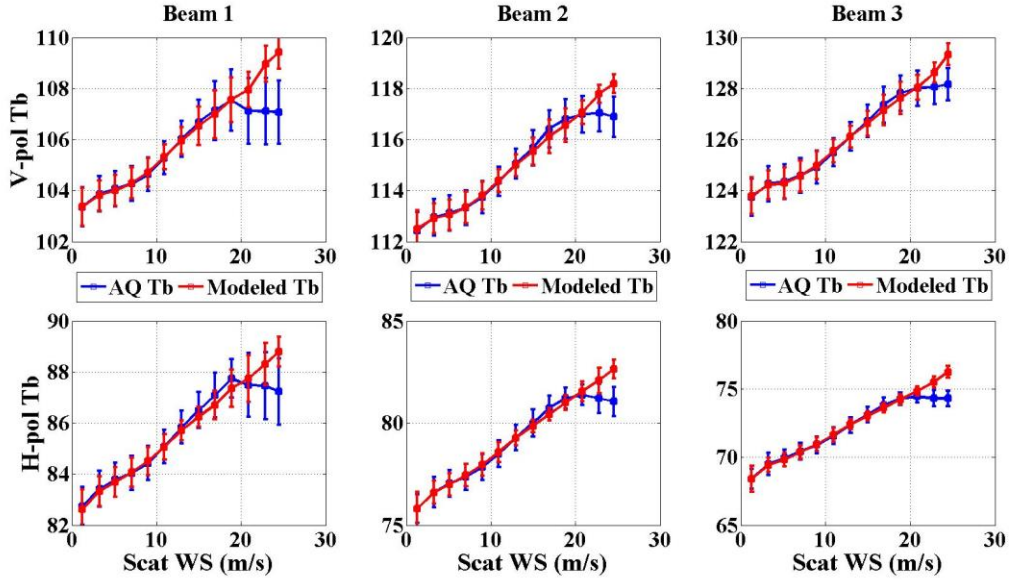 Beam 1 Beam 2 Beam 3
V-pol Tb
110 120 130
108 118 128
106 116 126
104 114 124
102 112 122
0 10 20 30 0 10 20 30 0 10 20 30
AQ Tb Modeled Tb AQ Tb Modeled Tb AQ Tb Modeled Tb
H-pol Tb
90 85 80
88 80 75
86 75 70
84 65
82
0 10 20 30 0 10 20 30 0 10 20 30
Scat WS (m/s) Scat WS (m/s) Scat WS (m/s)